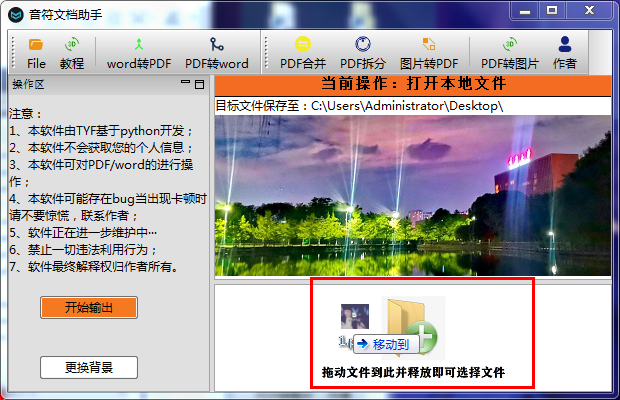 音符文档助手
File
教程
word转PDF
PDF转word
PDF合并
PDF拆分
图片转PDF
PDF转图片
作者
操作区
当前操作：打开本地文件
目标文件保存至：C:\Users\Administrator\Desktop\
注意：
1、本软件由TYF基于python开发；
2、本软件不会获取您的个人信息；
3、本软件可对PDF/word的进行操
作；
4、本软件可能存在bug当出现卡顿时
请不要惊慌，联系作者；
5、软件正在进一步维护中…
6、禁止一切违法利用行为；
7、软件最终解释权归作者所有。
开始输出
更换背景
移动到
拖动文件到此并释放即可选择文件